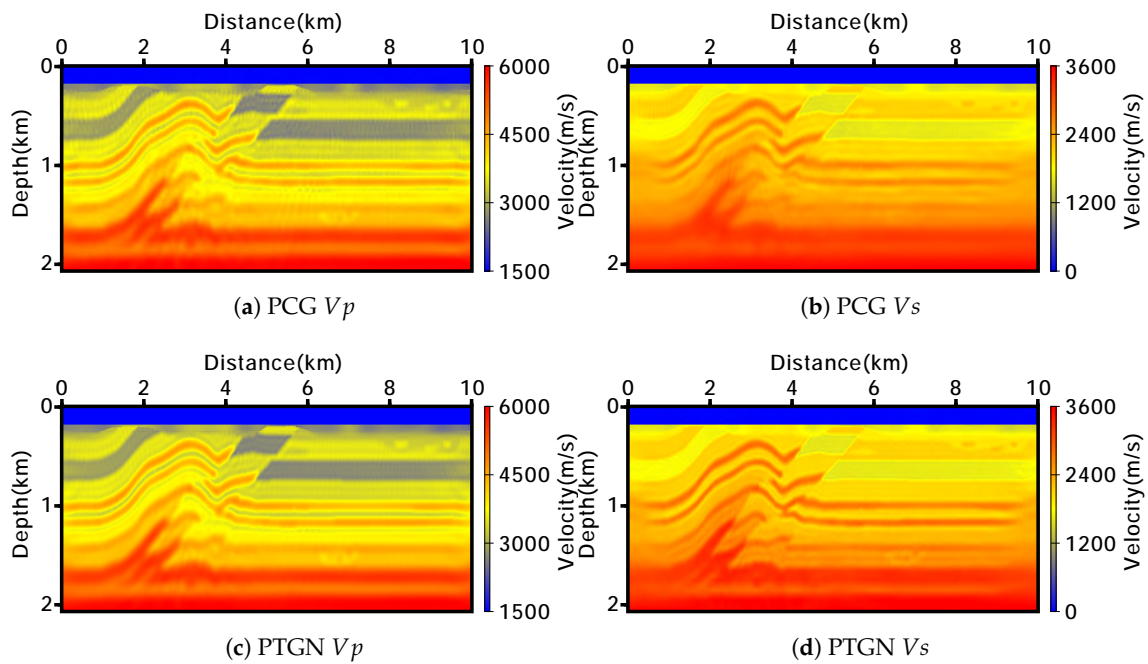 Distance(km)
0 2 4 6 8 10
0
1
2
Depth(km)
6000
4500
3000
1500
Velocity(m/s)
(a) PCG Vp
Distance(km)
0 2 4 6 8 10
0
1
2
Depth(km)
3600
2400
1200
0
Velocity(m/s)
(b) PCG Vs
Distance(km)
0 2 4 6 8 10
0
1
2
Depth(km)
6000
4500
3000
1500
Velocity(m/s)
(c) PTGN Vp
Distance(km)
0 2 4 6 8 10
0
1
2
Depth(km)
3600
2400
1200
0
Velocity(m/s)
(d) PTGN Vs